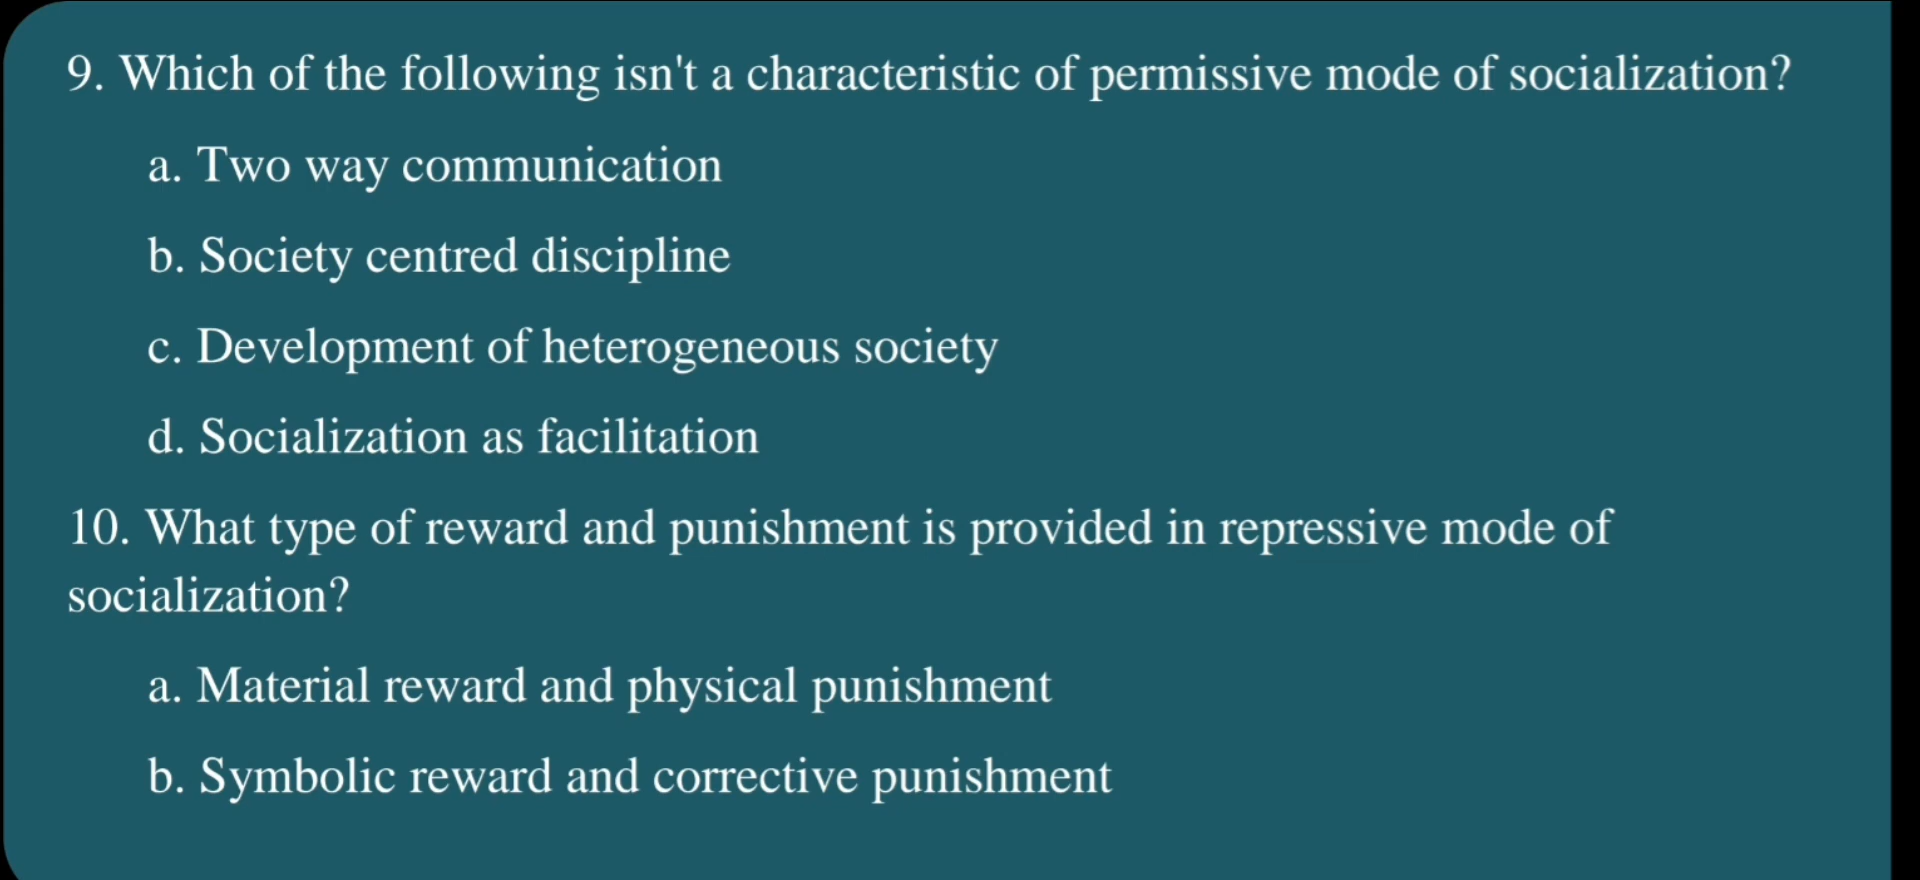 9. Which of the following isn't a characteristic of permissive mode of socialization?
a. Two way communication
b. Society centred discipline
c. Development of heterogeneous society
d. Socialization as facilitation
10. What type of reward and punishment is provided in repressive mode of
socialization?
a. Material reward and physical punishment
b. Symbolic reward and corrective punishment